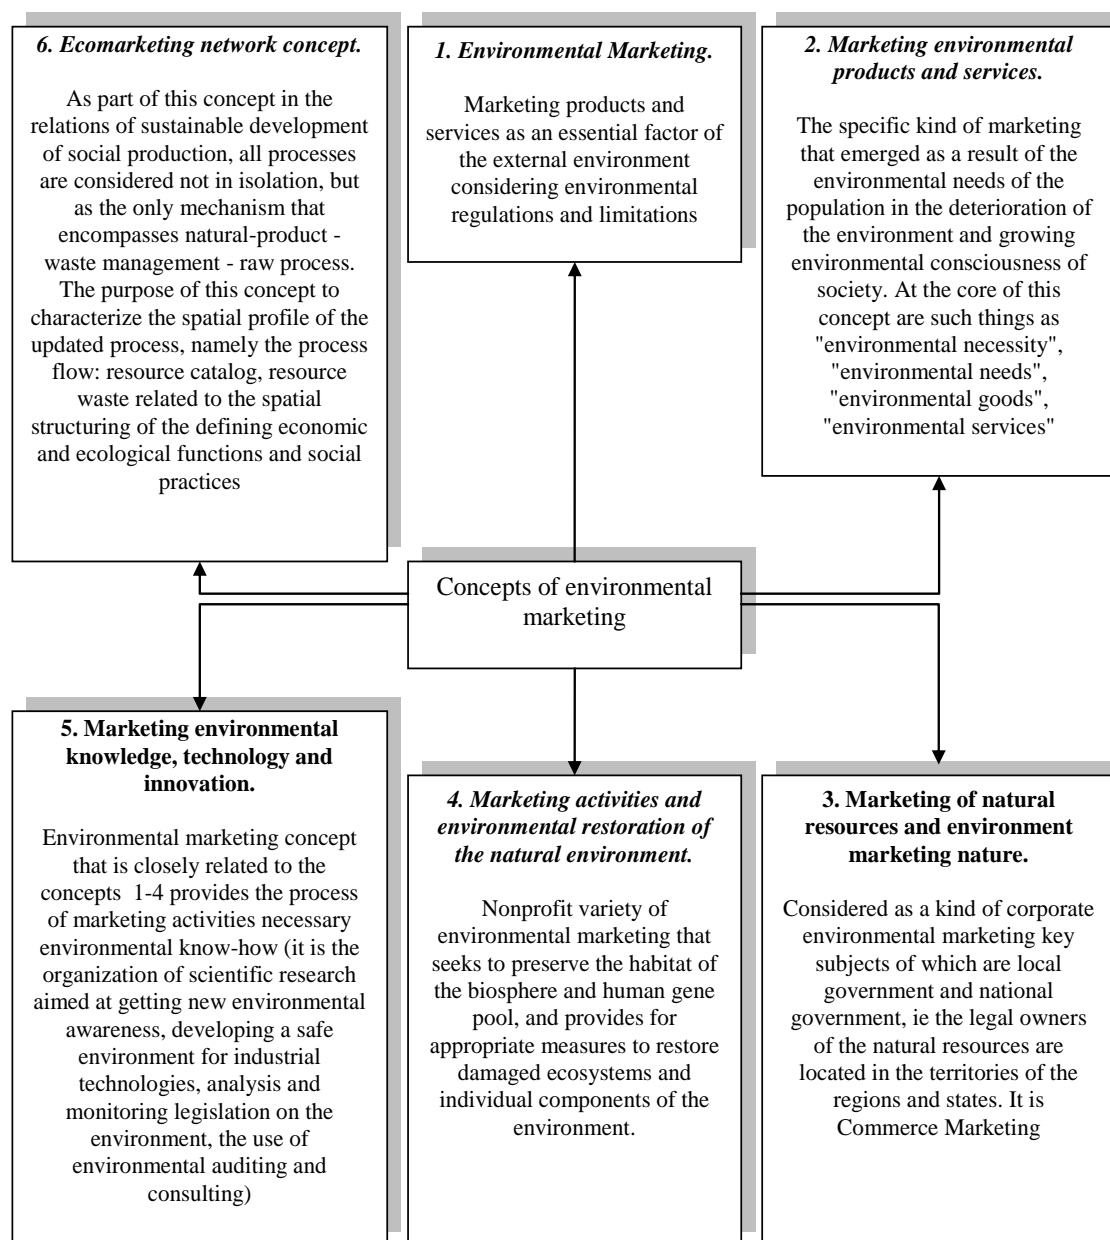 6. Ecomarketing network concept.
As part of this concept in the
relations of sustainable development
of social production, all processes
are considered not in isolation, but
as the only mechanism that
encompasses natural-product -
waste management - raw process.
The purpose of this concept to
characterize the spatial profile of the
updated process, namely the process
flow: resource catalog, resource
waste related to the spatial
structuring of the defining economic
and ecological functions and social
practices
1. Environmental Marketing.
Marketing products and
services as an essential factor of
the external environment
considering environmental
regulations and limitations
2. Marketing environmental
products and services.
The specific kind of marketing
that emerged as a result of the
environmental needs of the
population in the deterioration of
the environment and growing
environmental consciousness of
society. At the core of this
concept are such things as
"environmental necessity",
"environmental needs",
"environmental goods",
"environmental services"
Concepts of environmental
marketing
5. Marketing environmental
knowledge, technology and
innovation.
Environmental marketing concept
that is closely related to the
concepts 1-4 provides the process
of marketing activities necessary
environmental know-how (it is the
organization of scientific research
aimed at getting new environmental
awareness, developing a safe
environment for industrial
technologies, analysis and
monitoring legislation on the
environment, the use of
environmental auditing and
consulting)
4. Marketing activities and
environmental restoration of
the natural environment.
Nonprofit variety of
environmental marketing that
seeks to preserve the habitat of
the biosphere and human gene
pool, and provides for
appropriate measures to restore
damaged ecosystems and
individual components of the
environment.
3. Marketing of natural
resources and environment
marketing nature.
Considered as a kind of corporate
environmental marketing key
subjects of which are local
government and national
government, ie the legal owners
of the natural resources are
located in the territories of the
regions and states. It is
Commerce Marketing